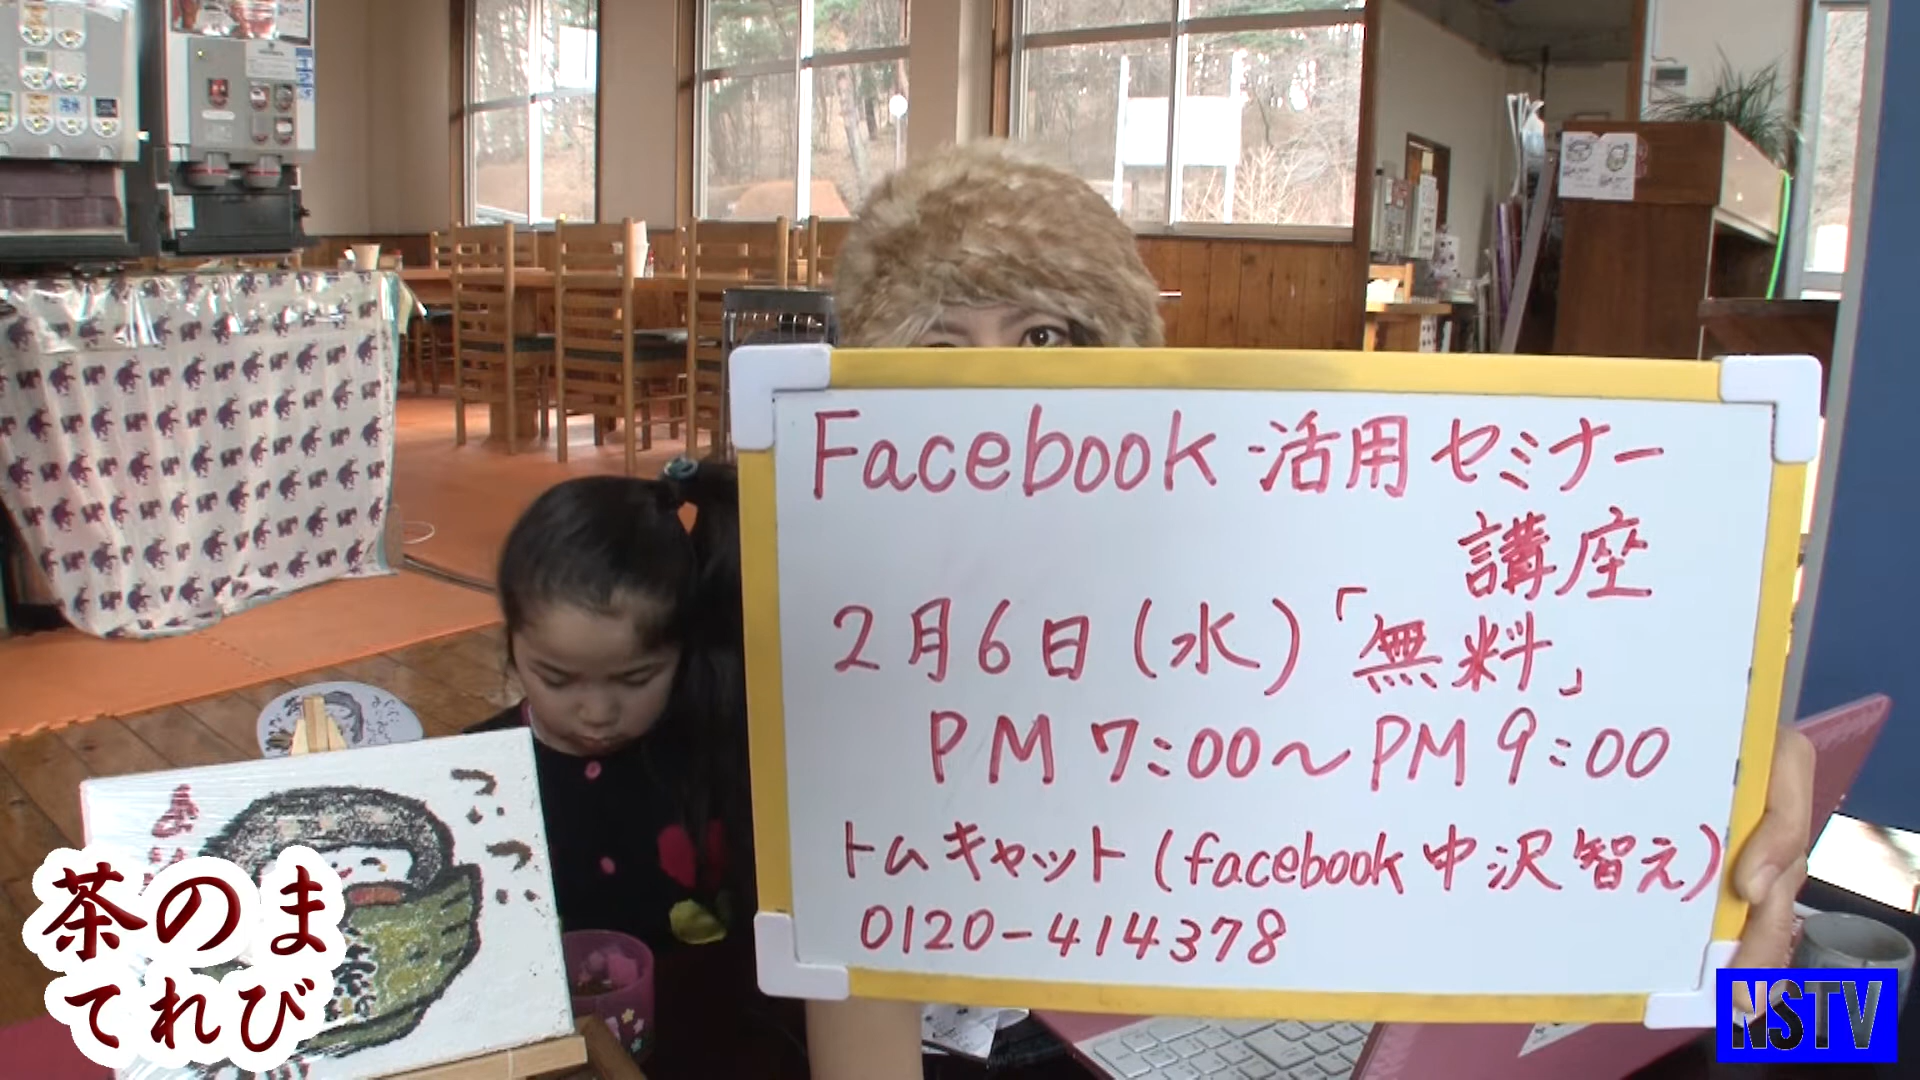 Facebook 活用セミナー
講座
2月6日(水)「無料」
PM 7:00〜PM 9:00
トムキャット(facebook 中沢智え)
0120-414378
茶のま
てれび
NSTV